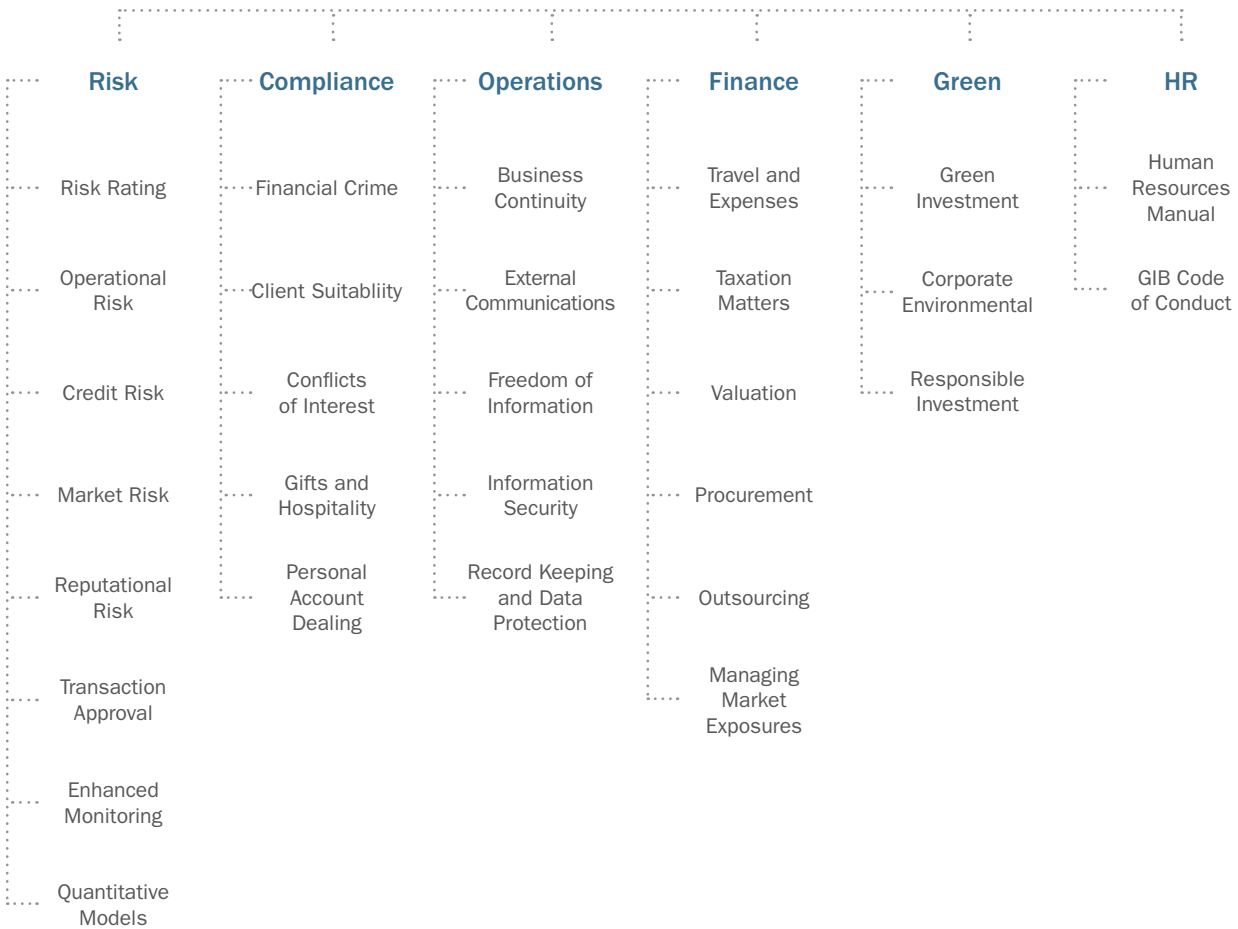 Risk
Risk Rating
Operational
Risk
Credit Risk
Market Risk
Reputational
Risk
Transaction
Approval
Enhanced
Monitoring
Quantitative
Models
Compliance
Financial Crime
Client Suitabliity
Conflicts
of Interest
Gifts and
Hospitality
Personal
Account
Dealing
Operations
Business
Continuity
External
Communications
Freedom of
Information
Information
Security
Record Keeping
and Data
Protection
Finance
Travel and
Expenses
Taxation
Matters
Valuation
Procurement
Outsourcing
Managing
Market
Exposures
Green
Green
Investment
Corporate
Environmental
Responsible
Investment
HR
Human
Resources
Manual
GIB Code
of Conduct